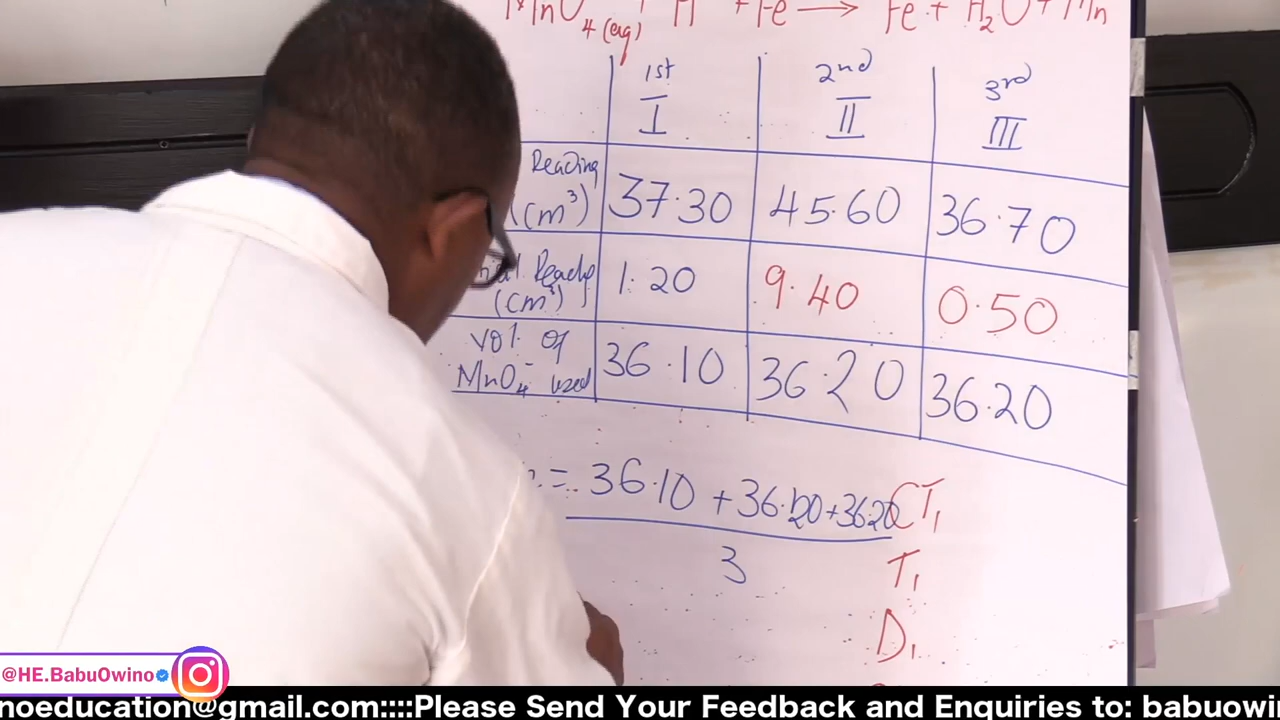 MnO4(aq) + H + Fe → Fe + H2O + Mn
1st 2nd 3rd
I II III
Reading (cm³) 37.30 45.60 36.70
Reading (cm³) 1.20 9.40 0.50
Vol. of MnO4⁻ used 36.10 36.20 36.20
= 36.10 + 36.20 + 36.20 CT1
3 T1
D1
@HE.BabuOwino
noeducation@gmail.com::::Please Send Your Feedback and Enquiries to: babuowi